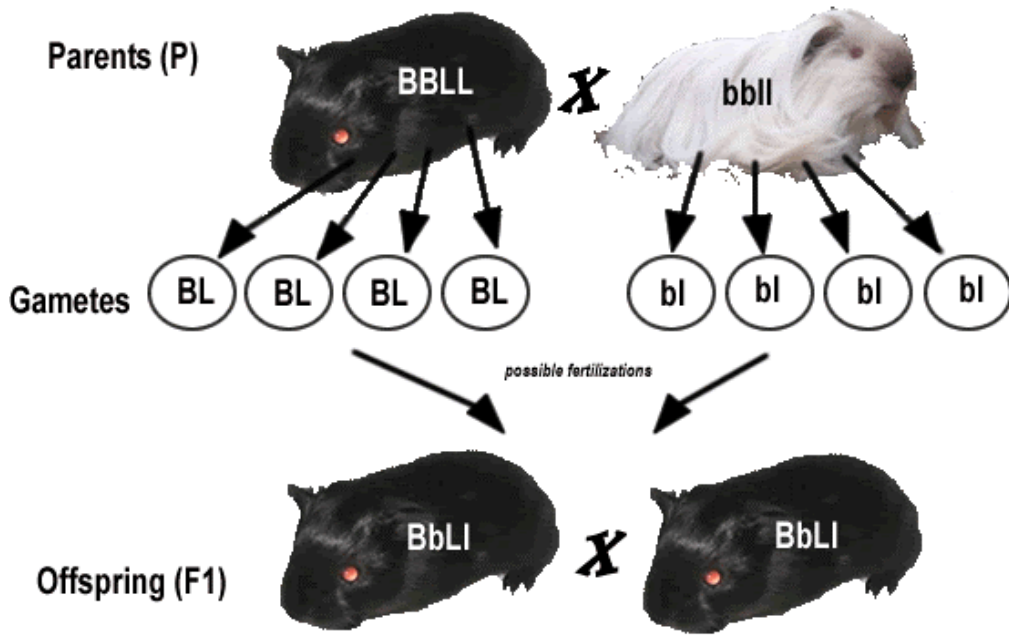 Parents (P)
BBLL
X
bbll
Gametes
BL
BL
BL
BL
bl
bl
bl
bl
possible fertilizations
Offspring (F1)
BbLl
X
BbLl